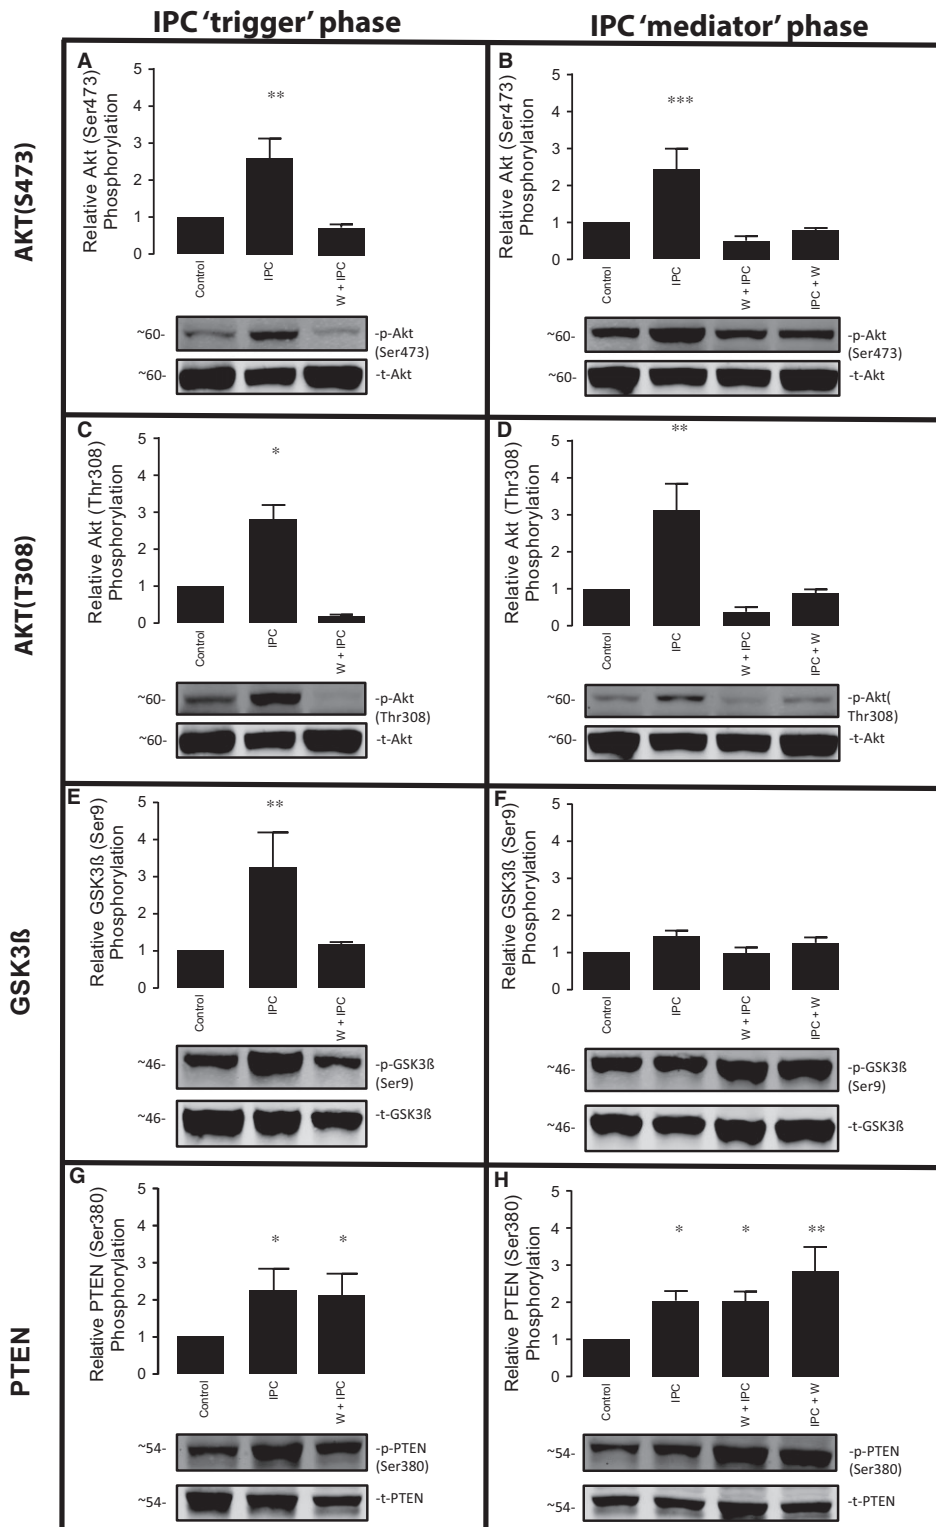 IPC ‘trigger’ phase
IPC ‘mediator’ phase
AKT(S473)
A
Relative Akt (Ser473)
Phosphorylation
5
4
3
2
1
0
**
Control
IPC
W + IPC
~60-
-p-Akt
(Ser473)
~60-
-t-Akt
B
Relative Akt (Ser473)
Phosphorylation
5
4
3
2
1
0
***
Control
IPC
W + IPC
IPC + W
~60-
-p-Akt
(Ser473)
~60-
-t-Akt
AKT(T308)
C
Relative Akt (Thr308)
Phosphorylation
5
4
3
2
1
0
*
Control
IPC
W + IPC
~60-
-p-Akt
(Thr308)
~60-
-t-Akt
D
Relative Akt (Thr308)
Phosphorylation
5
4
3
2
1
0
**
Control
IPC
W + IPC
IPC + W
~60-
-p-Akt(
Thr308)
~60-
-t-Akt
GSK3ß
E
Relative GSK3ß (Ser9)
Phosphorylation
5
4
3
2
1
0
**
Control
IPC
W + IPC
~46-
-p-GSK3ß
(Ser9)
~46-
-t-GSK3ß
F
Relative GSK3ß (Ser9)
Phosphorylation
5
4
3
2
1
0
Control
IPC
W + IPC
IPC + W
~46-
-p-GSK3ß
(Ser9)
~46-
-t-GSK3ß
PTEN
G
Relative PTEN (Ser380)
Phosphorylation
5
4
3
2
1
0
*
*
Control
IPC
W + IPC
~54-
-p-PTEN
(Ser380)
~54-
-t-PTEN
H
Relative PTEN (Ser380)
Phosphorylation
5
4
3
2
1
0
*
*
**
Control
IPC
W + IPC
IPC + W
~54-
-p-PTEN
(Ser380)
~54-
-t-PTEN